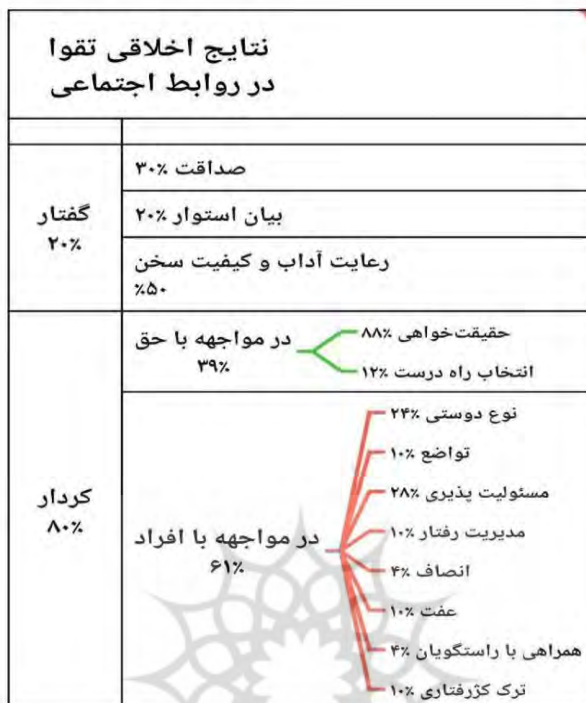 نتایج اخلاقی تقوا
در روابط اجتماعی
گفتار
۲۰٪
صداقت ۳۰٪
بیان استوار ۲۰٪
رعایت آداب و کیفیت سخن
۵۰٪
کردار
۸۰٪
در مواجهه با حق
۳۹٪
حقیقت‌خواهی ۸۸٪
انتخاب راه درست ۱۲٪
در مواجهه با افراد
۶۱٪
نوع دوستی ۲۴٪
تواضع ۱۰٪
مسئولیت پذیری ۲۸٪
مدیریت رفتار ۱۰٪
انصاف ۴٪
عفت ۱۰٪
همراهی با راستگویان ۴٪
ترک کژرفتاری ۱۰٪